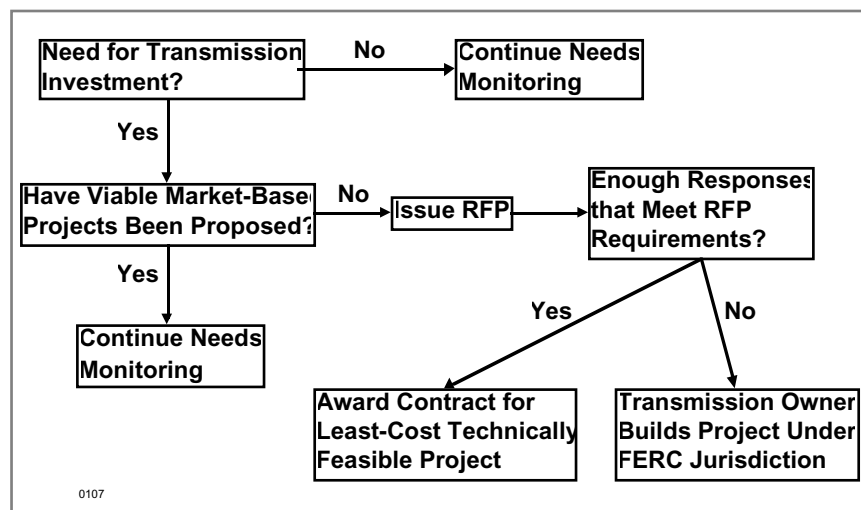 Need for Transmission
Investment?
No
Continue Needs
Monitoring
Yes
Have Viable Market-Based
Projects Been Proposed?
No
Issue RFP
Enough Responses
that Meet RFP
Requirements?
Yes
Continue Needs
Monitoring
Yes
No
Award Contract for
Least-Cost Technically
Feasible Project
Transmission Owner
Builds Project Under
FERC Jurisdiction
0107